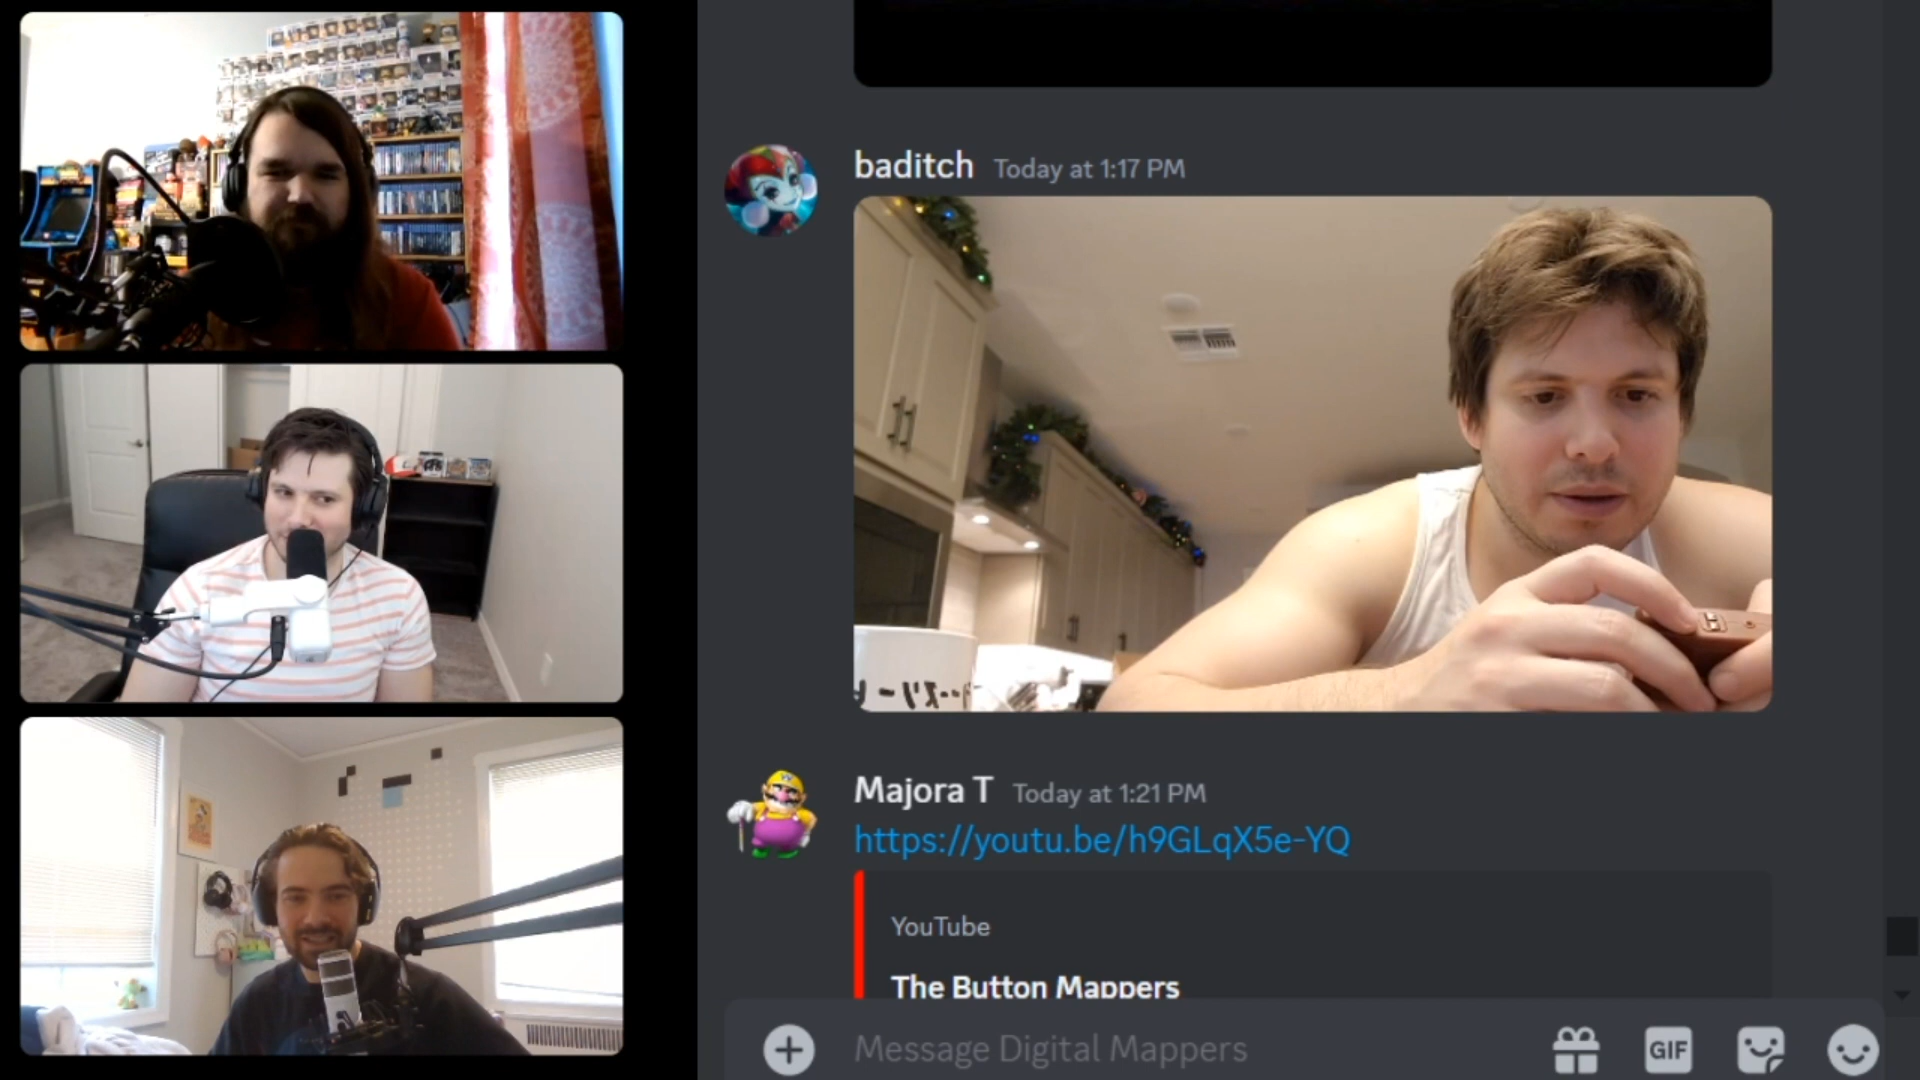 baditch Today at 1:17 PM
Majora T Today at 1:21 PM
https://youtu.be/h9GLqX5e-YQ
YouTube
The Button Mappers
Message Digital Mappers
GIF